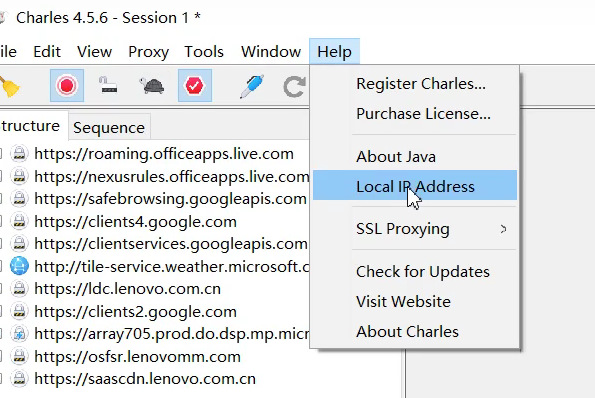 Charles 4.5.6 - Session 1 *
ile Edit View Proxy Tools Window Help
Structure Sequence
https://roaming.officeapps.live.com
https://nexusrules.officeapps.live.com
https://safebrowsing.googleapis.com
https://clients4.google.com
https://clientservices.googleapis.com
http://tile-service.weather.microsoft.c
https://ldc.lenovo.com.cn
https://clients2.google.com
https://array705.prod.do.dsp.mp.micr
https://osfsr.lenovomm.com
https://saascdn.lenovo.com.cn
Register Charles...
Purchase License...
About Java
Local IP Address
SSL Proxying >
Check for Updates
Visit Website
About Charles